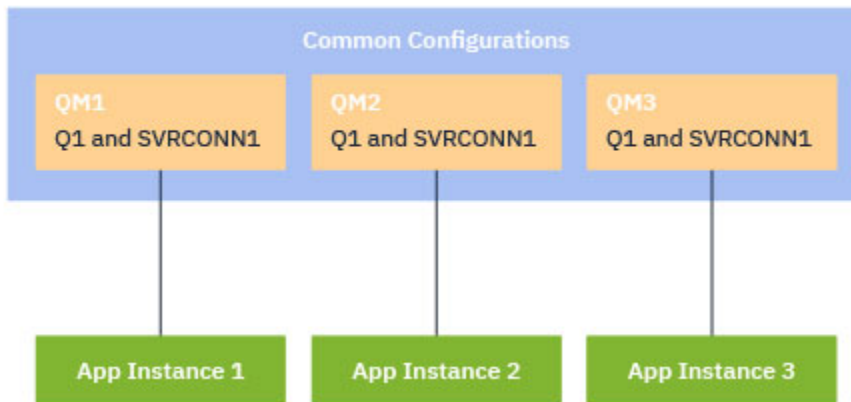 Common Configurations
QM1
Q1 and SVRCONN1
QM2
Q1 and SVRCONN1
QM3
Q1 and SVRCONN1
App Instance 1
App Instance 2
App Instance 3